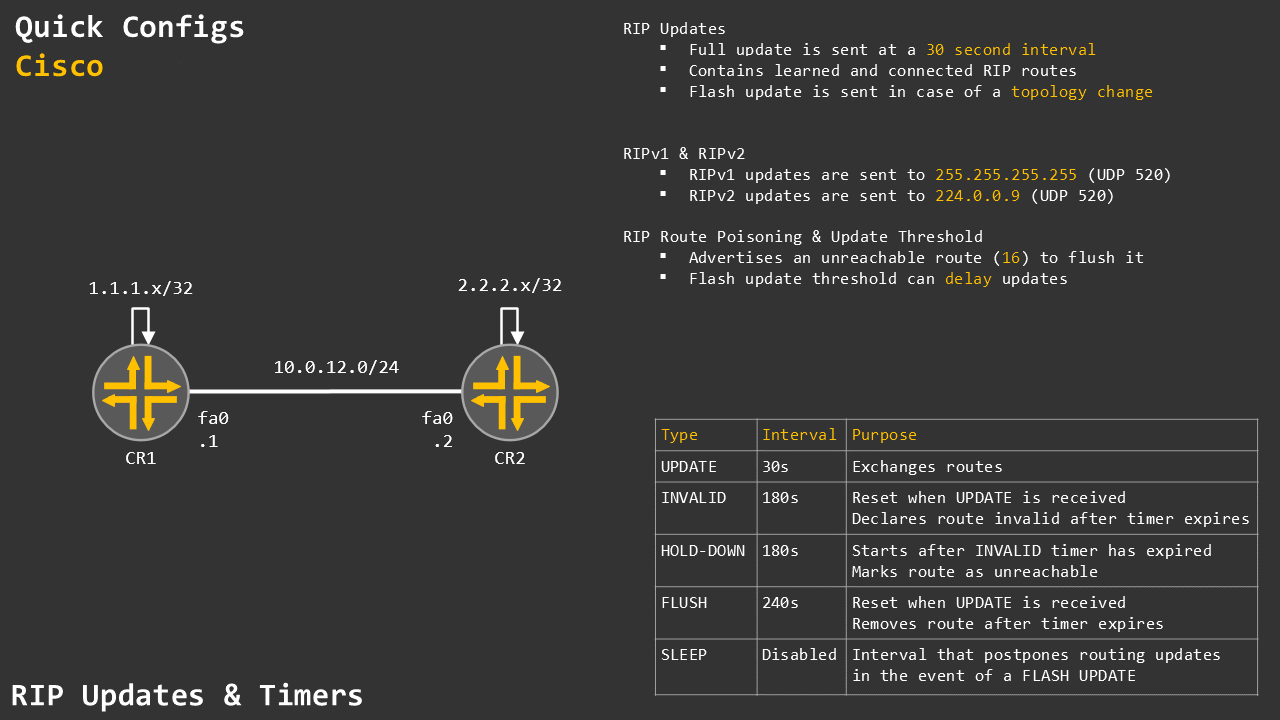 Quick Configs
Cisco
RIP Updates
▪ Full update is sent at a 30 second interval
▪ Contains learned and connected RIP routes
▪ Flash update is sent in case of a topology change
RIPv1 & RIPv2
▪ RIPv1 updates are sent to 255.255.255.255 (UDP 520)
▪ RIPv2 updates are sent to 224.0.0.9 (UDP 520)
RIP Route Poisoning & Update Threshold
▪ Advertises an unreachable route (16) to flush it
▪ Flash update threshold can delay updates
1.1.1.x/32
2.2.2.x/32
10.0.12.0/24
fa0
.1
fa0
.2
CR1
CR2
Type Interval Purpose
UPDATE 30s Exchanges routes
INVALID 180s Reset when UPDATE is received
Declares route invalid after timer expires
HOLD-DOWN 180s Starts after INVALID timer has expired
Marks route as unreachable
FLUSH 240s Reset when UPDATE is received
Removes route after timer expires
SLEEP Disabled Interval that postpones routing updates
in the event of a FLASH UPDATE
RIP Updates & Timers